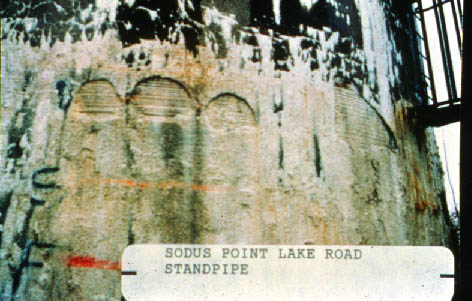 SODUS POINT LAKE ROAD
STANDPIPE